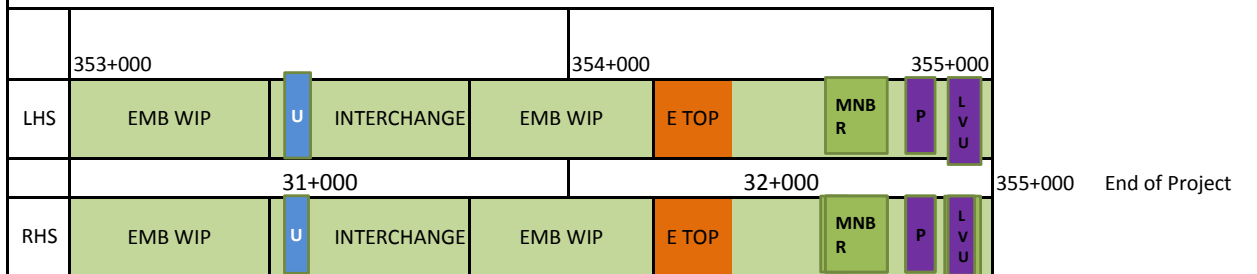 353+000 354+000 355+000
LHS EMB WIP U INTERCHANGE EMB WIP E TOP MNB R P L V U
31+000 32+000 355+000 End of Project
RHS EMB WIP U INTERCHANGE EMB WIP E TOP MNB R P L V U